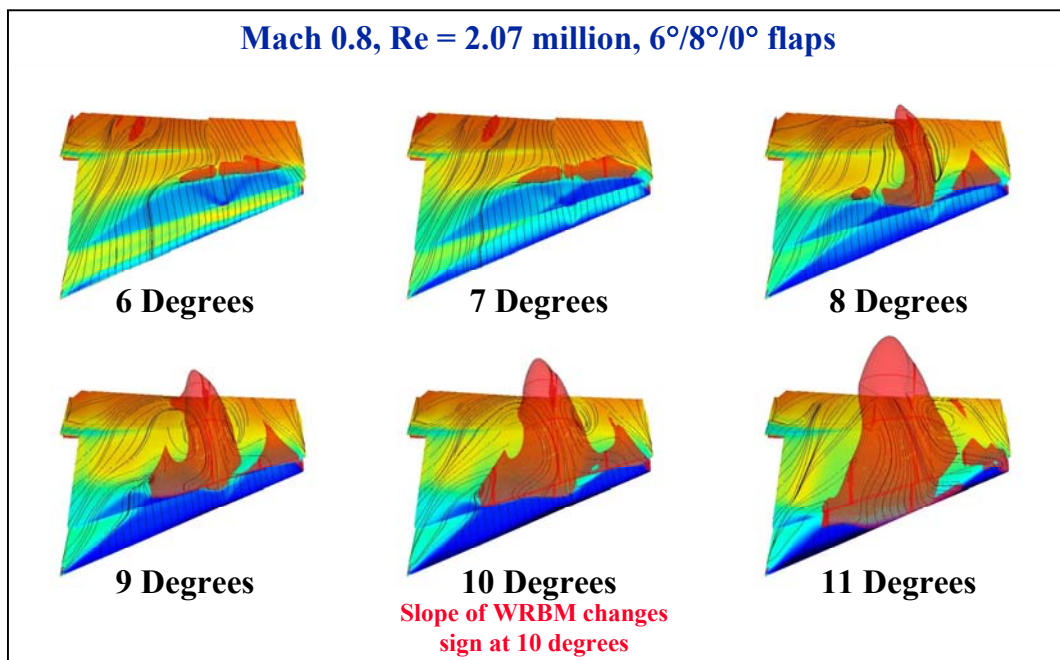 Mach 0.8, Re = 2.07 million, 6°/8°/0° flaps
6 Degrees
7 Degrees
8 Degrees
9 Degrees
10 Degrees
11 Degrees
Slope of WRBM changes
sign at 10 degrees